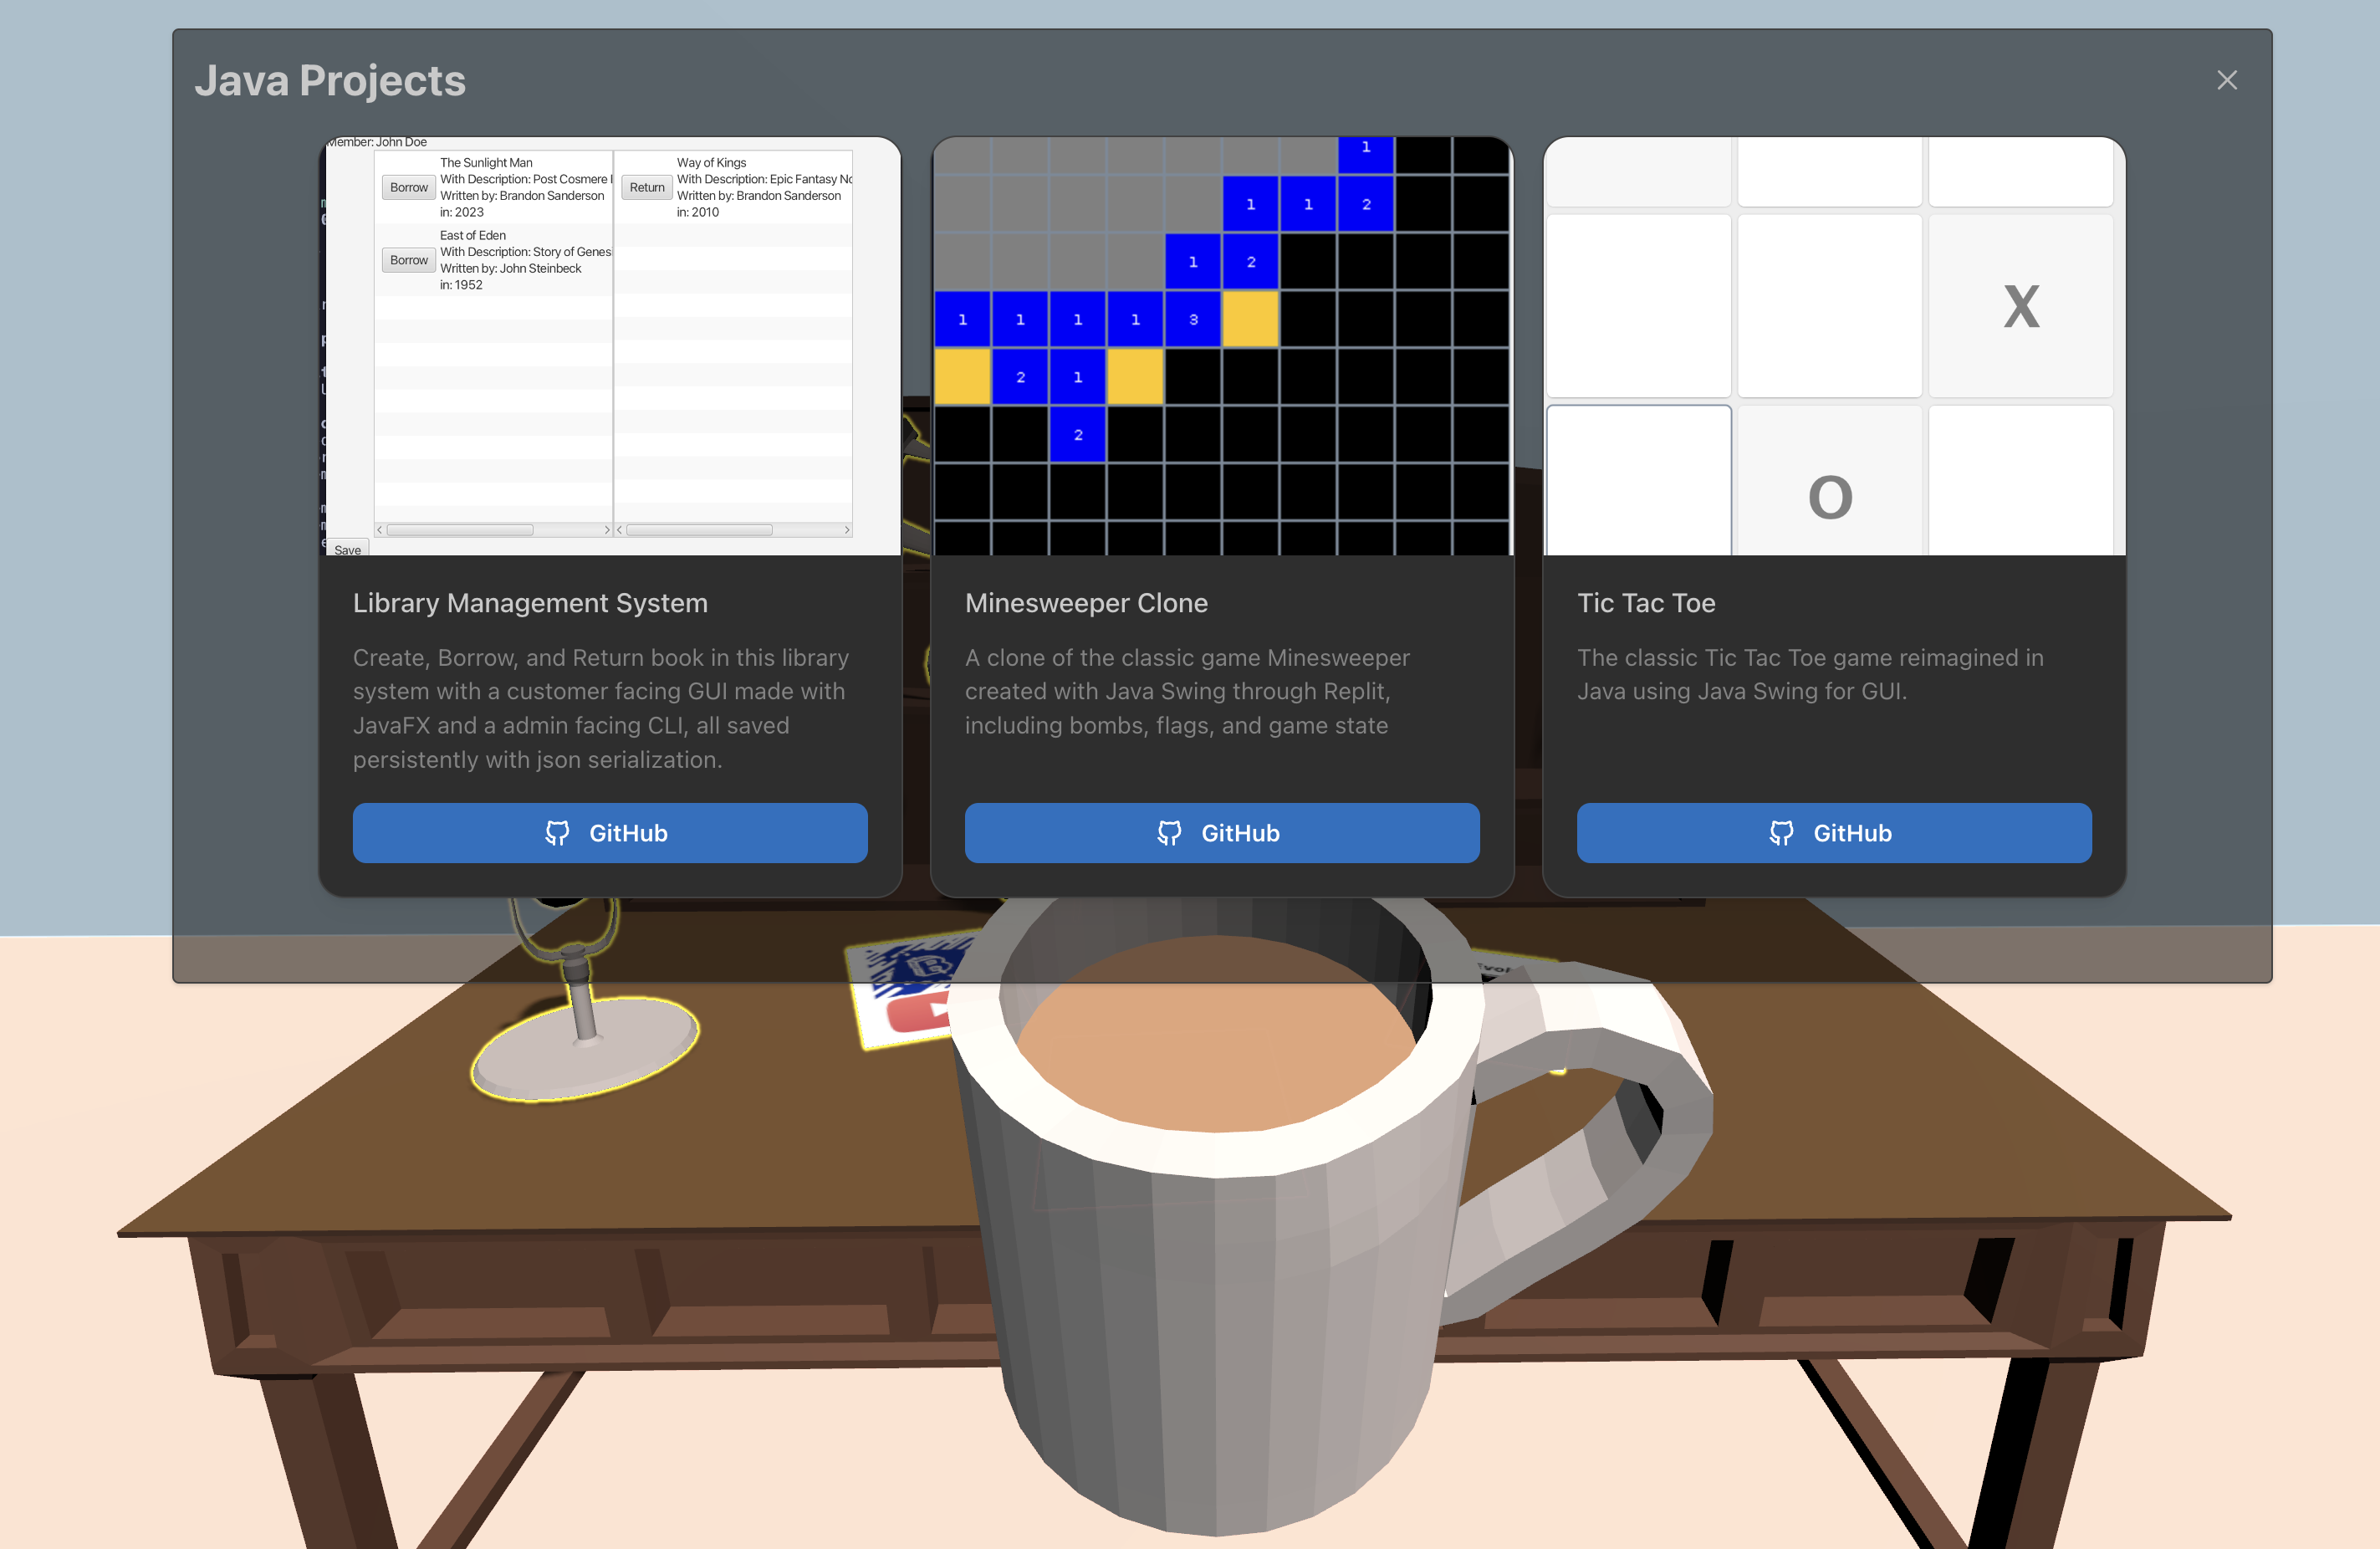 Java Projects
Member: John Doe
Borrow
The Sunlight Man
With Description: Post Cosmere
Written by: Brandon Sanderson
in: 2023
Borrow
East of Eden
With Description: Story of Genesi
Written by: John Steinbeck
in: 1952
Return
Way of Kings
With Description: Epic Fantasy No
Written by: Brandon Sanderson
in: 2010
Save
1
1 1 2
1 2
1 1 1 1 3
2 1
2
X
O
Library Management System
Create, Borrow, and Return book in this library
system with a customer facing GUI made with
JavaFX and a admin facing CLI, all saved
persistently with json serialization.
GitHub
Minesweeper Clone
A clone of the classic game Minesweeper
created with Java Swing through Replit,
including bombs, flags, and game state
GitHub
Tic Tac Toe
The classic Tic Tac Toe game reimagined in
Java using Java Swing for GUI.
GitHub